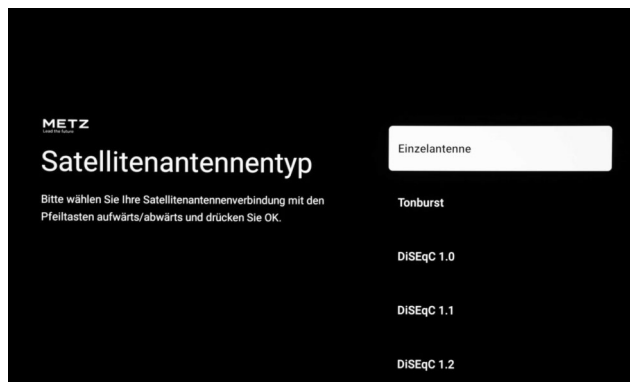 METZ
Lead the future
Satellitenantennentyp
Bitte wählen Sie Ihre Satellitenantennenverbindung mit den
Pfeiltasten aufwärts/abwärts und drücken Sie OK.
Einzelantenne
Tonburst
DiSEqC 1.0
DiSEqC 1.1
DiSEqC 1.2